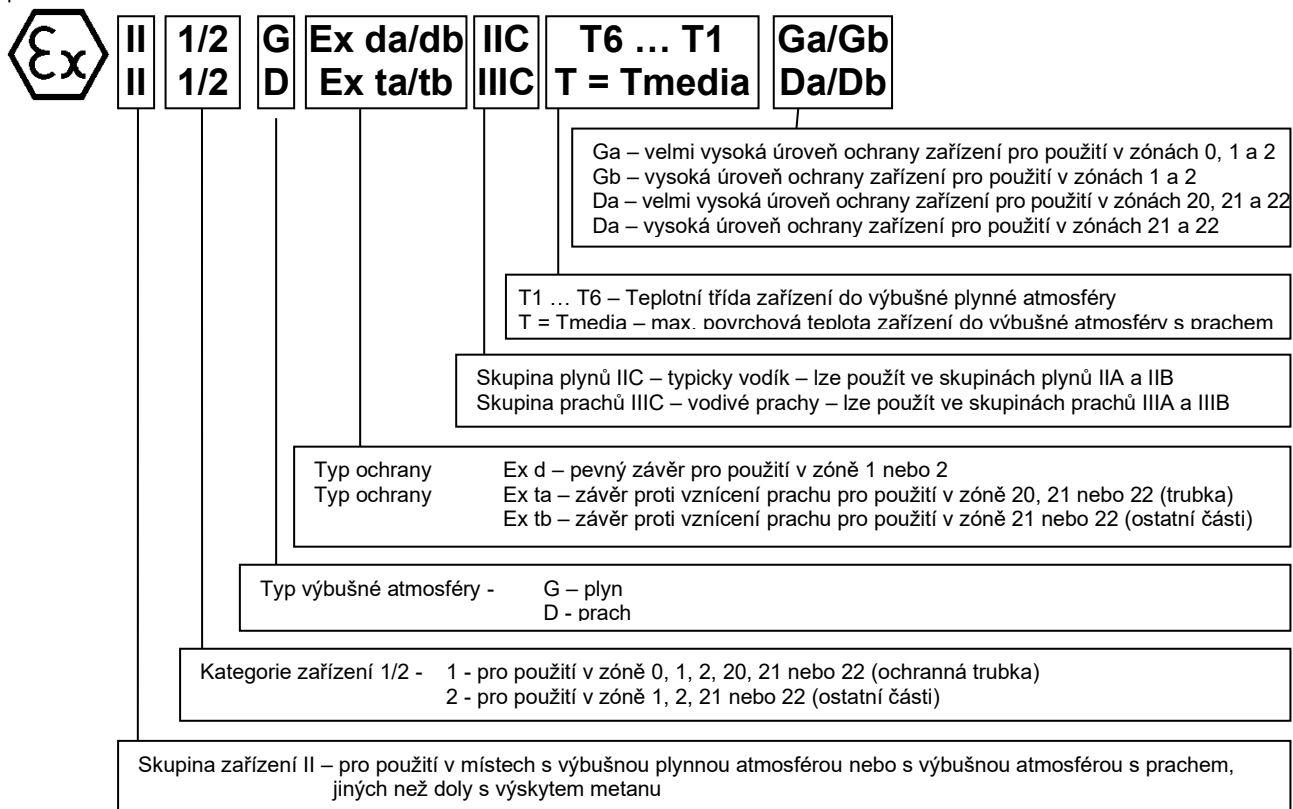 Ex II 1/2 G Ex da/db IIC T6 … T1 Ga/Gb
II 1/2 D Ex ta/tb IIIC T = Tmedia Da/Db
Ga – velmi vysoká úroveň ochrany zařízení pro použití v zónách 0, 1 a 2
Gb – vysoká úroveň ochrany zařízení pro použití v zónách 1 a 2
Da – velmi vysoká úroveň ochrany zařízení pro použití v zónách 20, 21 a 22
Da – vysoká úroveň ochrany zařízení pro použití v zónách 21 a 22
T1 … T6 – Teplotní třída zařízení do výbušné plynné atmosféry
T = Tmedia – max. povrchová teplota zařízení do výbušné atmosféry s prachem
Skupina plynů IIC – typicky vodík – lze použít ve skupinách plynů IIA a IIB
Skupina prachů IIIC – vodivé prachy – lze použít ve skupinách prachů IIIA a IIIB
Typ ochrany Ex d – pevný závěr pro použití v zóně 1 nebo 2
Typ ochrany Ex ta – závěr proti vznícení prachu pro použití v zóně 20, 21 nebo 22 (trubka)
Ex tb – závěr proti vznícení prachu pro použití v zóně 21 nebo 22 (ostatní části)
Typ výbušné atmosféry - G – plyn
D - prach
Kategorie zařízení 1/2 - 1 - pro použití v zóně 0, 1, 2, 20, 21 nebo 22 (ochranná trubka)
2 - pro použití v zóně 1, 2, 21 nebo 22 (ostatní části)
Skupina zařízení II – pro použití v místech s výbušnou plynnou atmosférou nebo s výbušnou atmosférou s prachem,
jiných než doly s výskytem metanu